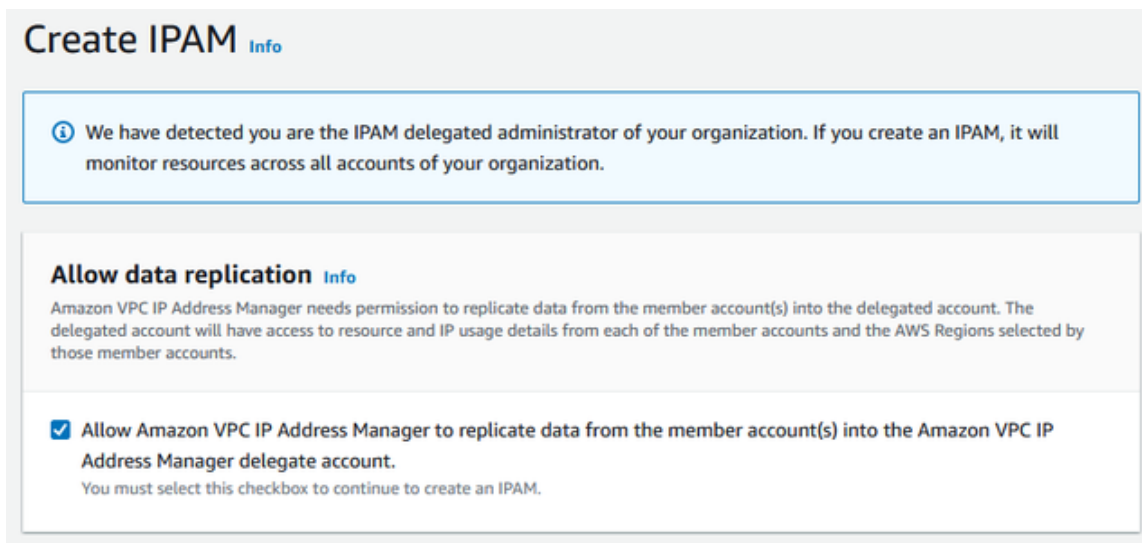 Create IPAM Info
We have detected you are the IPAM delegated administrator of your organization. If you create an IPAM, it will
monitor resources across all accounts of your organization.
Allow data replication Info
Amazon VPC IP Address Manager needs permission to replicate data from the member account(s) into the delegated account. The
delegated account will have access to resource and IP usage details from each of the member accounts and the AWS Regions selected by
those member accounts.
Allow Amazon VPC IP Address Manager to replicate data from the member account(s) into the Amazon VPC IP
Address Manager delegate account.
You must select this checkbox to continue to create an IPAM.